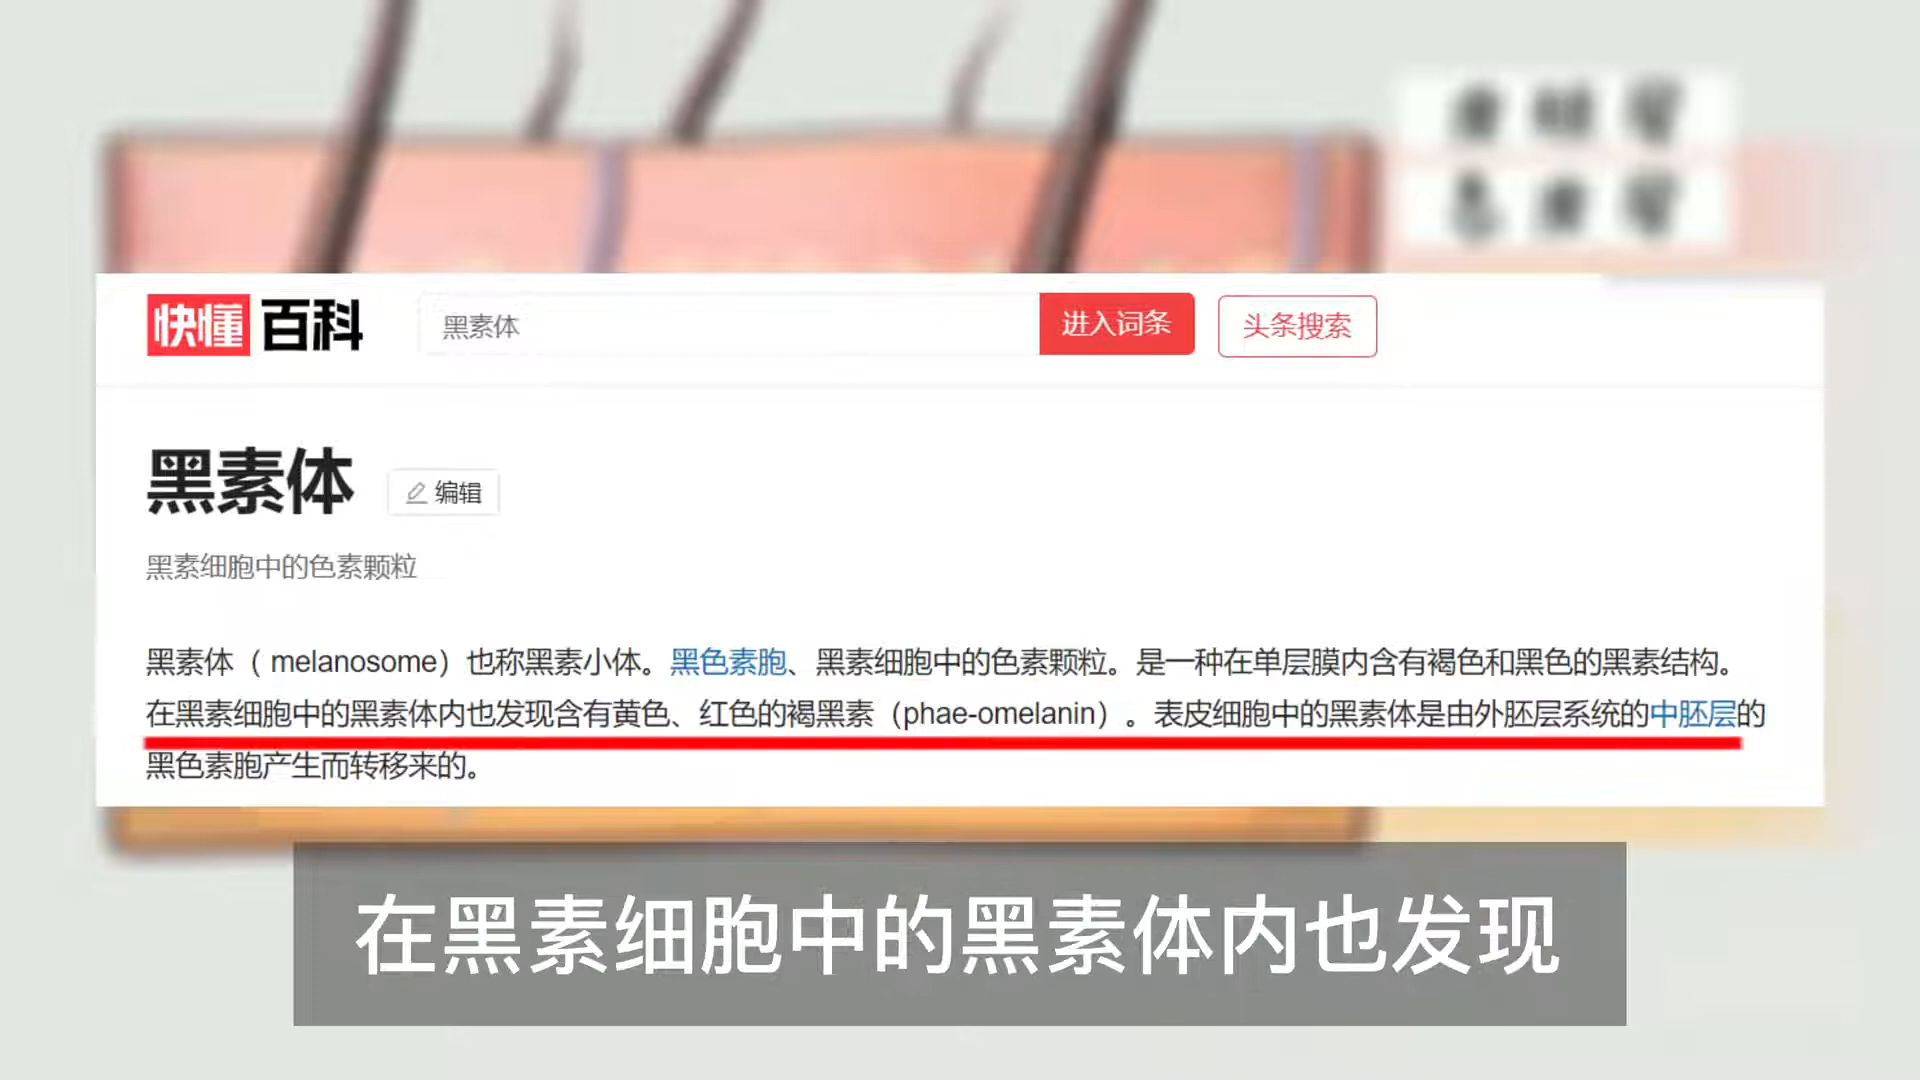 快懂百科
黑素体
进入词条
头条搜索
黑素体
编辑
黑素细胞中的色素颗粒
黑素体（melanosome）也称黑素小体。黑色素胞、黑素细胞中的色素颗粒。是一种在单层膜内含有褐色和黑色的黑素结构。
在黑素细胞中的黑素体内也发现含有黄色、红色的褐黑素（phae-omelanin）。表皮细胞中的黑素体是由外胚层系统的中胚层的
黑色素胞产生而转移来的。
在黑素细胞中的黑素体内也发现